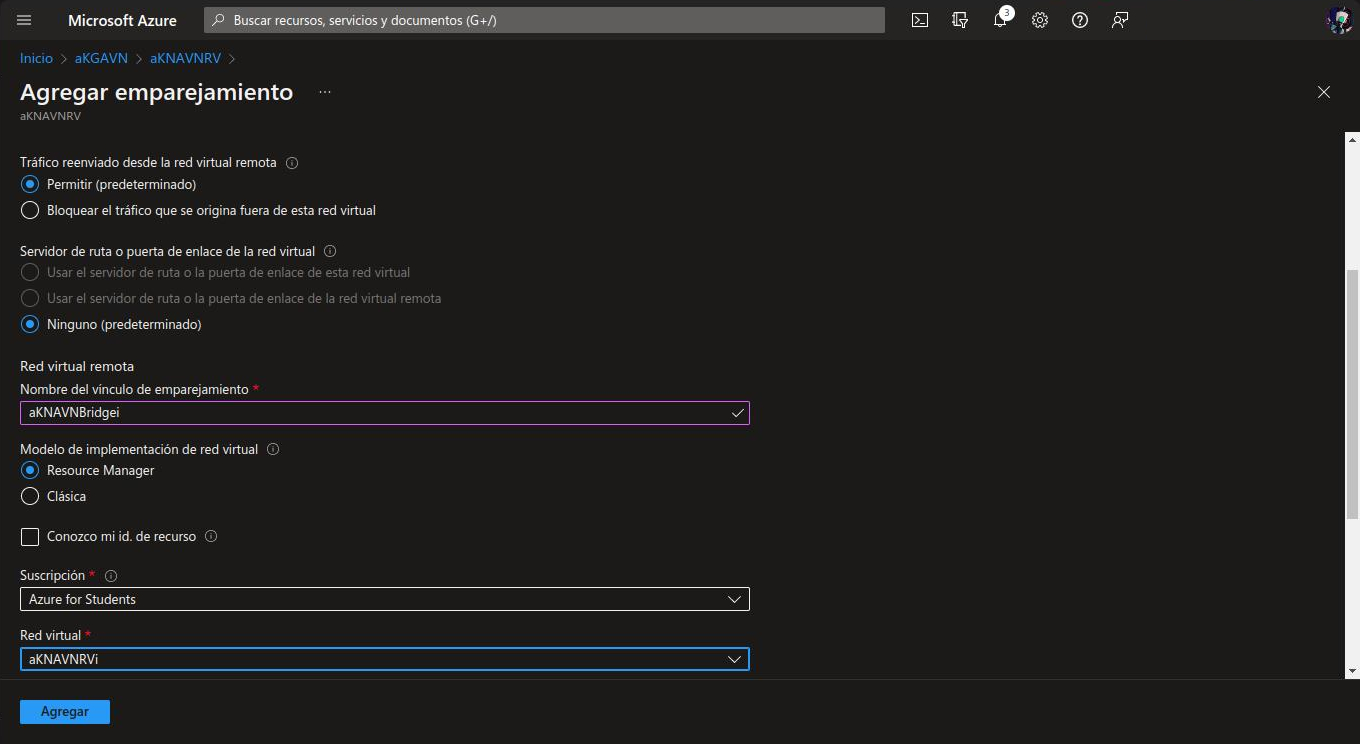 Microsoft Azure
Buscar recursos, servicios y documentos (G+/)
3
Inicio > aKGAVN > aKNAVNRV >
Agregar emparejamiento ...
aKNAVNRV
Tráfico reenviado desde la red virtual remota
Permitir (predeterminado)
Bloquear el tráfico que se origina fuera de esta red virtual
Servidor de ruta o puerta de enlace de la red virtual
Usar el servidor de ruta o la puerta de enlace de esta red virtual
Usar el servidor de ruta o la puerta de enlace de la red virtual remota
Ninguno (predeterminado)
Red virtual remota
Nombre del vínculo de emparejamiento *
aKNAVNBridgei
Modelo de implementación de red virtual
Resource Manager
Clásica
Conozco mi id. de recurso
Suscripción *
Azure for Students
Red virtual *
aKNAVNRVi
Agregar